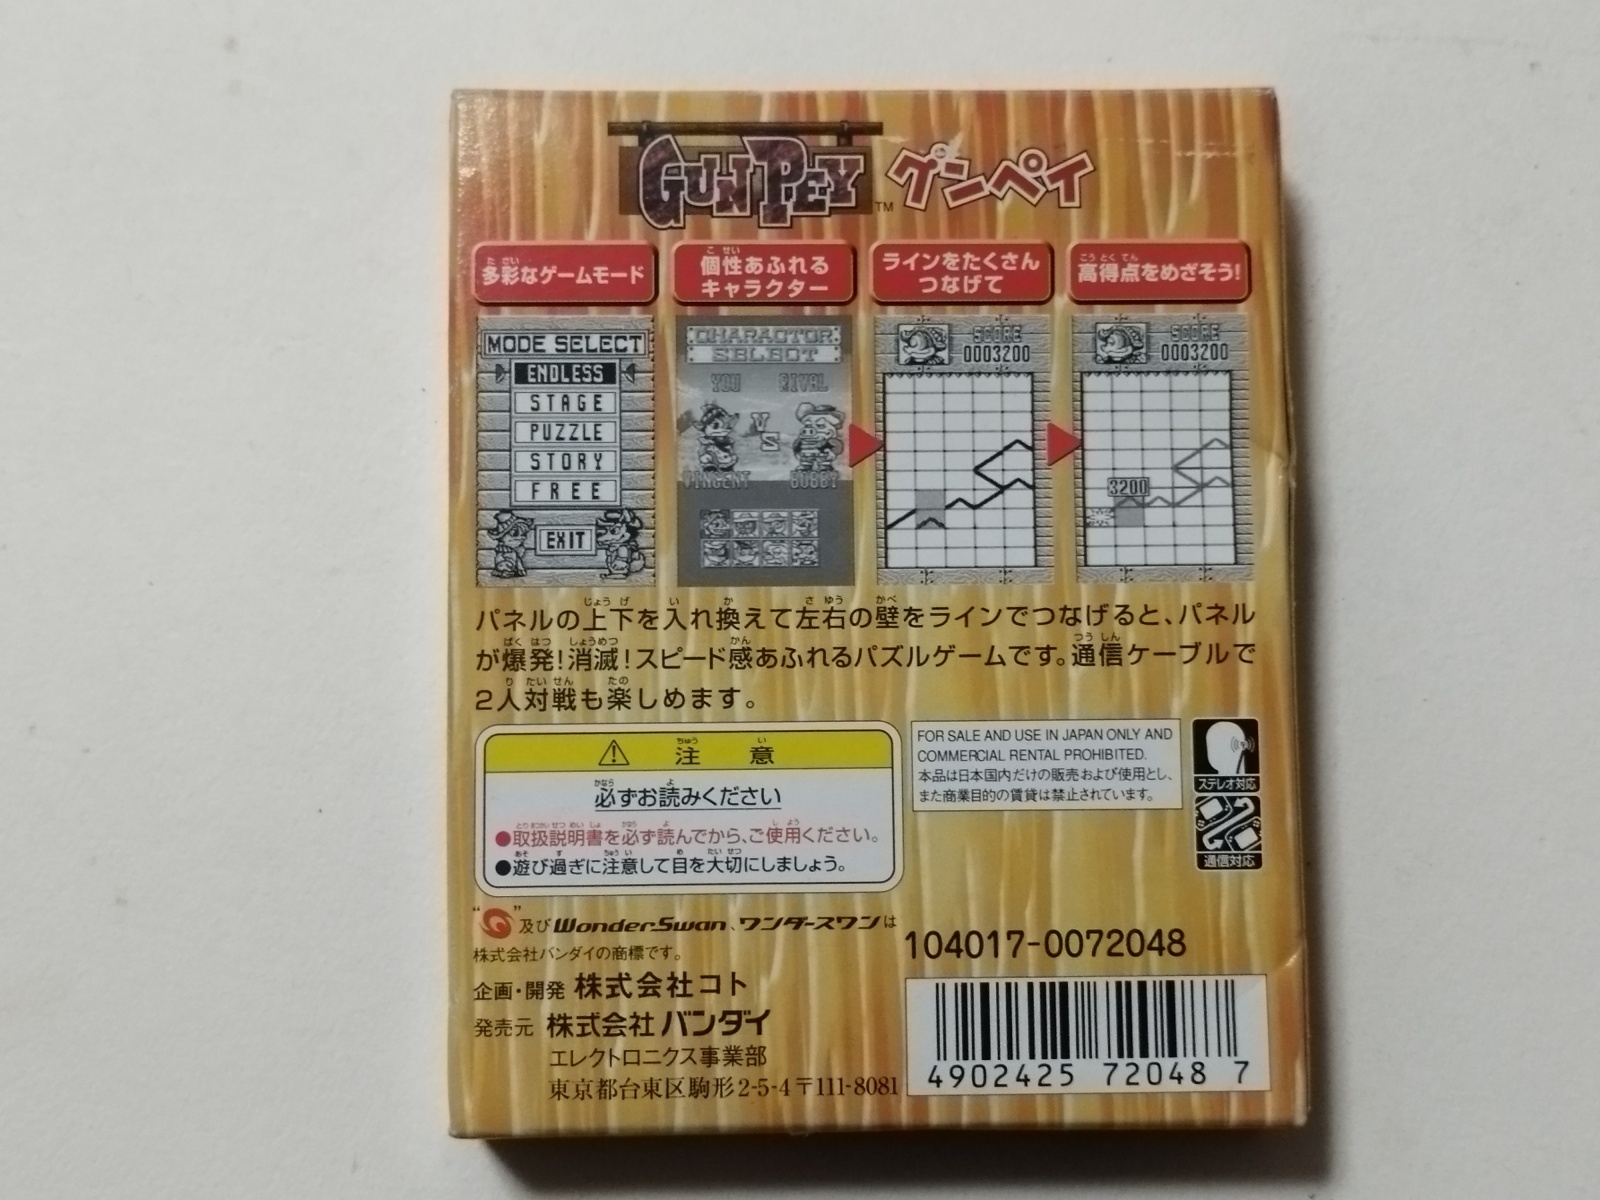 GUNPEY™ グンペイ
多彩なゲームモード
個性あふれる
キャラクター
ラインをたくさん
つなげて
高得点をめざそう!
MODE SELECT
ENDLESS
STAGE
PUZZLE
STORY
FREE
EXIT
CHARACTOR
SELECT
YOU RIVAL
VS
VINCENT BOBBY
SCORE
0003200
SCORE
0003200
3200
パネルの上下を入れ換えて左右の壁をラインでつなげると、パネル
が爆発!消滅!スピード感あふれるパズルゲームです。通信ケーブルで
2人対戦も楽しめます。
注意
必ずお読みください
●取扱説明書を必ず読んでから、ご使用ください。
●遊び過ぎに注意して目を大切にしましょう。
FOR SALE AND USE IN JAPAN ONLY AND
COMMERCIAL RENTAL PROHIBITED.
本品は日本国内だけの販売および使用とし、
また商業目的の賃貸は禁止されています。
ステレオ対応
通信対応
" "及びWonderSwan、ワンダースワンは
株式会社バンダイの商標です。
企画・開発 株式会社コト
発売元 株式会社バンダイ
エレクトロニクス事業部
東京都台東区駒形2-5-4〒111-8081
104017-0072048
4902425 72048 7